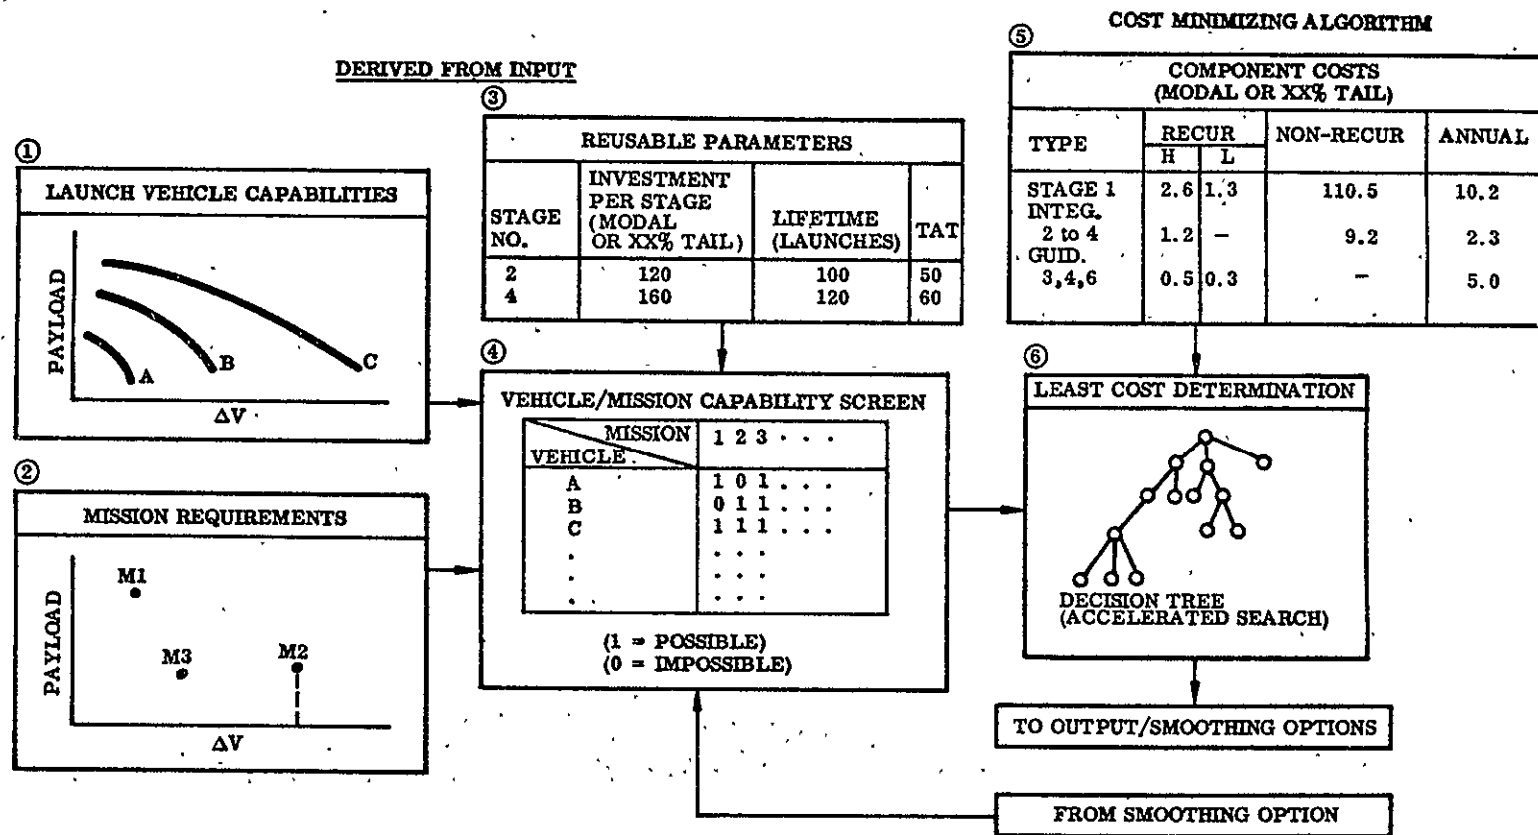 COST MINIMIZING ALGORITHM
DERIVED FROM INPUT
①
LAUNCH VEHICLE CAPABILITIES
PAYLOAD
A
B
C
ΔV
②
MISSION REQUIREMENTS
PAYLOAD
M1
M3
M2
ΔV
③
REUSABLE PARAMETERS
STAGE NO.
INVESTMENT
PER STAGE
(MODAL
OR XX% TAIL)
LIFETIME
(LAUNCHES)
TAT
2 120 100 50
4 160 120 60
④
VEHICLE/MISSION CAPABILITY SCREEN
MISSION 1 2 3 . . .
VEHICLE
A 1 0 1 . . .
B 0 1 1 . . .
C 1 1 1 . . .
. . . .
. . . .
. . . .
(1 = POSSIBLE)
(0 = IMPOSSIBLE)
⑤
COMPONENT COSTS
(MODAL OR XX% TAIL)
TYPE RECUR NON-RECUR ANNUAL
H L
STAGE 1 2.6 1.3 110.5 10.2
INTEG.
2 to 4 1.2 – 9.2 2.3
GUID.
3,4,6 0.5 0.3 – 5.0
⑥
LEAST COST DETERMINATION
DECISION TREE
(ACCELERATED SEARCH)
TO OUTPUT/SMOOTHING OPTIONS
FROM SMOOTHING OPTION